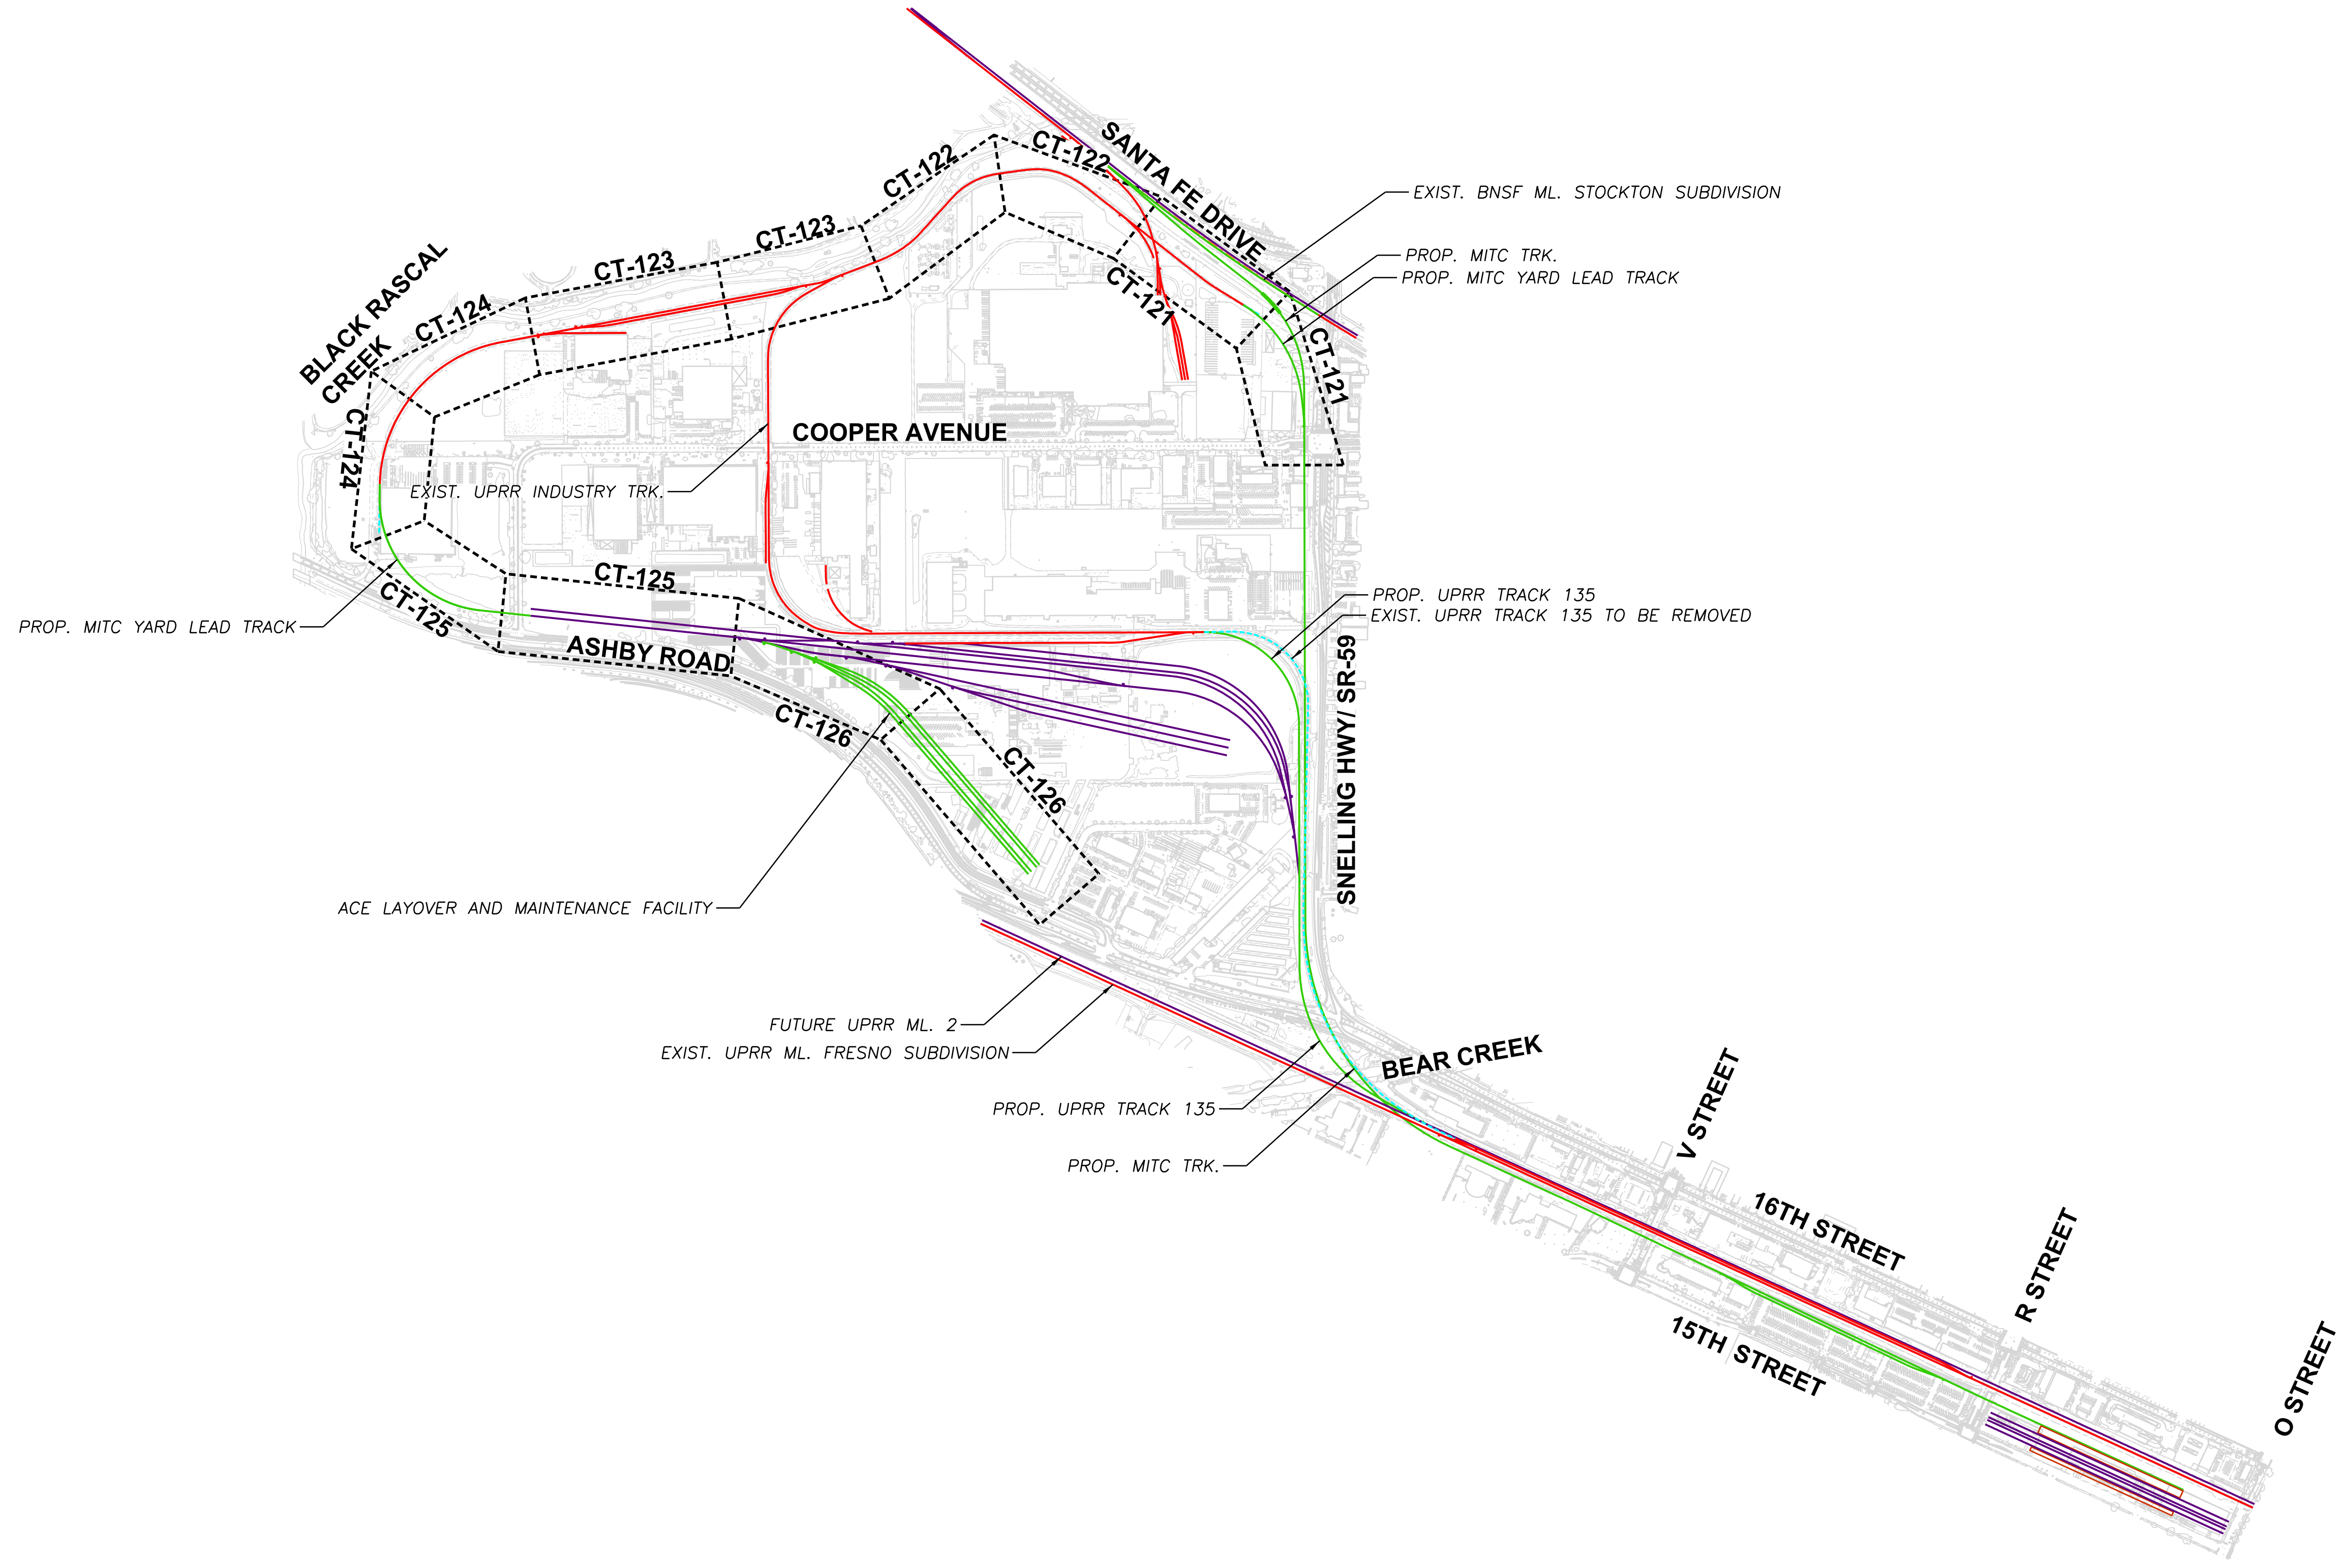 SANTA FE DRIVE
CT-122
CT-122
EXIST. BNSF ML. STOCKTON SUBDIVISION
CT-123
CT-123
PROP. MITC TRK.
PROP. MITC YARD LEAD TRACK
BLACK RASCAL
CREEK
CT-124
CT-121
CT-121
CT-124
COOPER AVENUE
EXIST. UPRR INDUSTRY TRK.
CT-125
CT-125
PROP. UPRR TRACK 135
EXIST. UPRR TRACK 135 TO BE REMOVED
PROP. MITC YARD LEAD TRACK
ASHBY ROAD
SNELLING HWY/ SR-59
CT-126
CT-126
ACE LAYOVER AND MAINTENANCE FACILITY
FUTURE UPRR ML. 2
EXIST. UPRR ML. FRESNO SUBDIVISION
BEAR CREEK
PROP. UPRR TRACK 135
PROP. MITC TRK.
V STREET
16TH STREET
R STREET
15TH STREET
O STREET